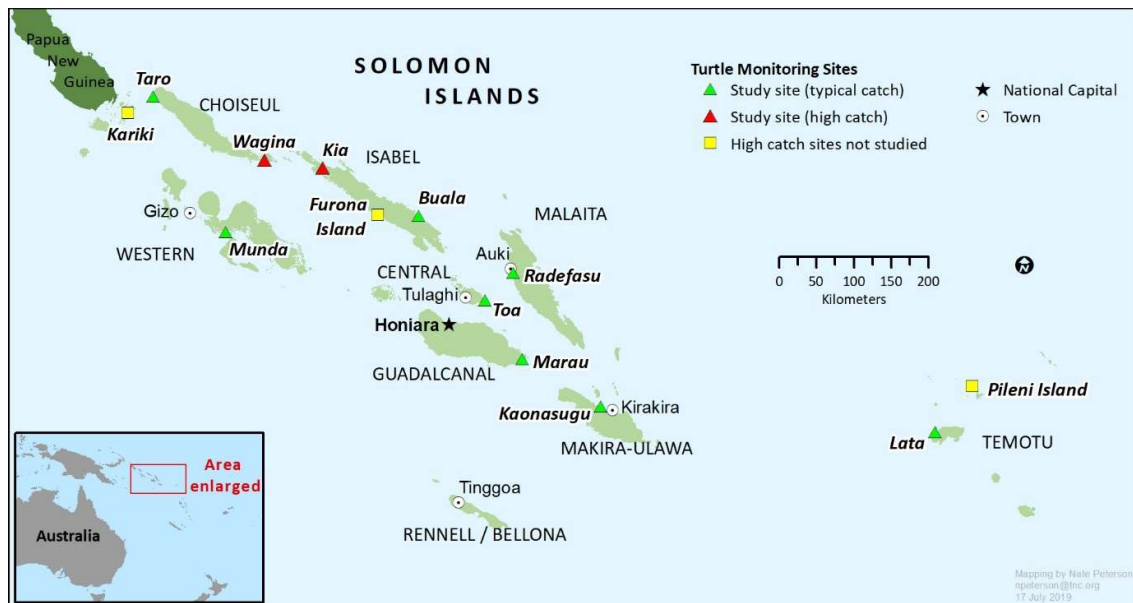 Papua
New
Guinea
SOLOMON
ISLANDS
Taro
CHOISEUL
Kariki
Wagina
Kia
ISABEL
Furona
Island
Buala
Gizo
Munda
WESTERN
MALAITA
Auki
Radefasu
CENTRAL
Tulaghi
Toa
Honiara
Marau
GUADALCANAL
Kaonasugu
Kirakira
MAKIRA-ULAWA
Pileni Island
Lata
TEMOTU
Tinggoa
RENNELL / BELLONA
Turtle Monitoring Sites
Study site (typical catch)
Study site (high catch)
High catch sites not studied
National Capital
Town
0 50 100 150 200
Kilometers
N
Area
enlarged
Australia
Mapping by Nate Peterson
npeterson@tnc.org
17 July 2019